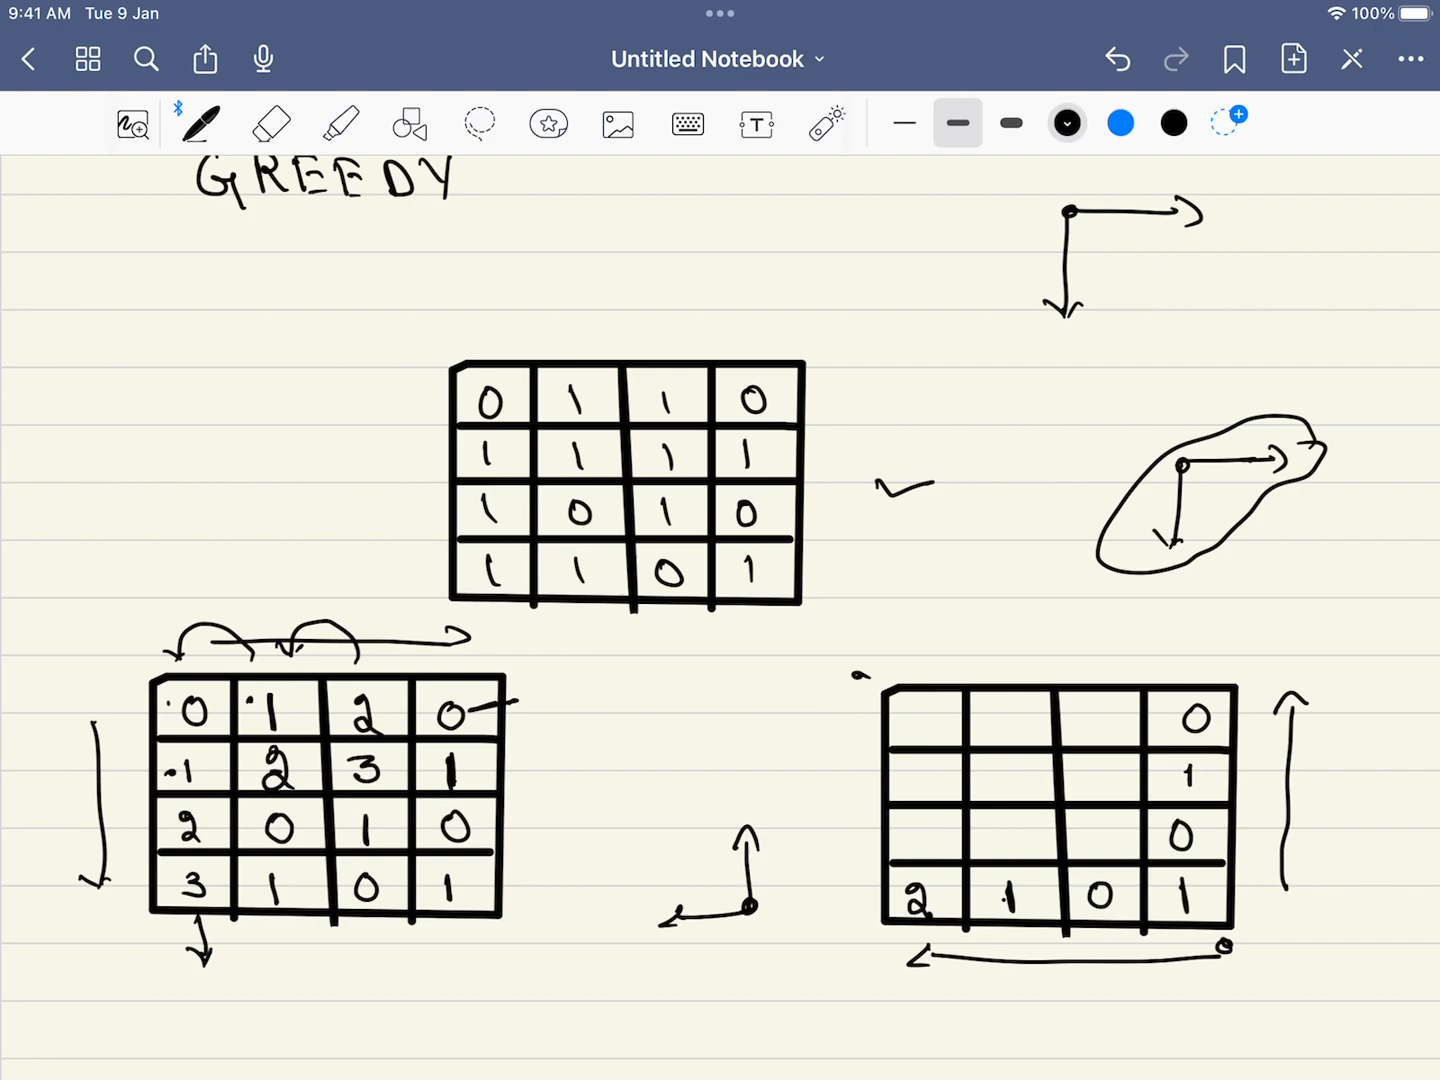 9:41 AM Tue 9 Jan
100%
Untitled Notebook
T
GREEDY
0 1 1 0
1 1 1 1
1 0 1 0
1 1 0 1
0 1 2 0
1 2 3 1
2 0 1 0
3 1 0 1
0
1
0
2 1 0 1